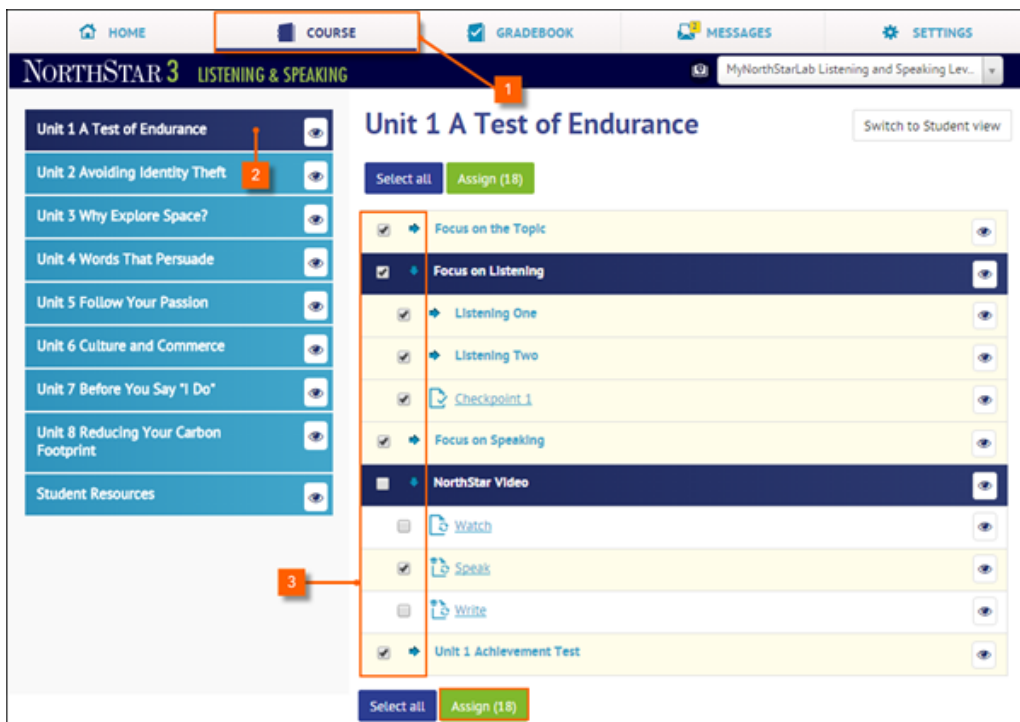 HOME
COURSE
GRADEBOOK
2
MESSAGES
SETTINGS
NORTHSTAR 3 LISTENING & SPEAKING
MyNorthStarLab Listening and Speaking Lev...
1
Unit 1 A Test of Endurance
2
Unit 2 Avoiding Identity Theft
Unit 3 Why Explore Space?
Unit 4 Words That Persuade
Unit 5 Follow Your Passion
Unit 6 Culture and Commerce
Unit 7 Before You Say "I Do"
Unit 8 Reducing Your Carbon
Footprint
Student Resources
Unit 1 A Test of Endurance
Switch to Student view
Select all
Assign (18)
Focus on the Topic
Focus on Listening
Listening One
Listening Two
Checkpoint 1
Focus on Speaking
NorthStar Video
Watch
3
Speak
Write
Unit 1 Achievement Test
Select all
Assign (18)